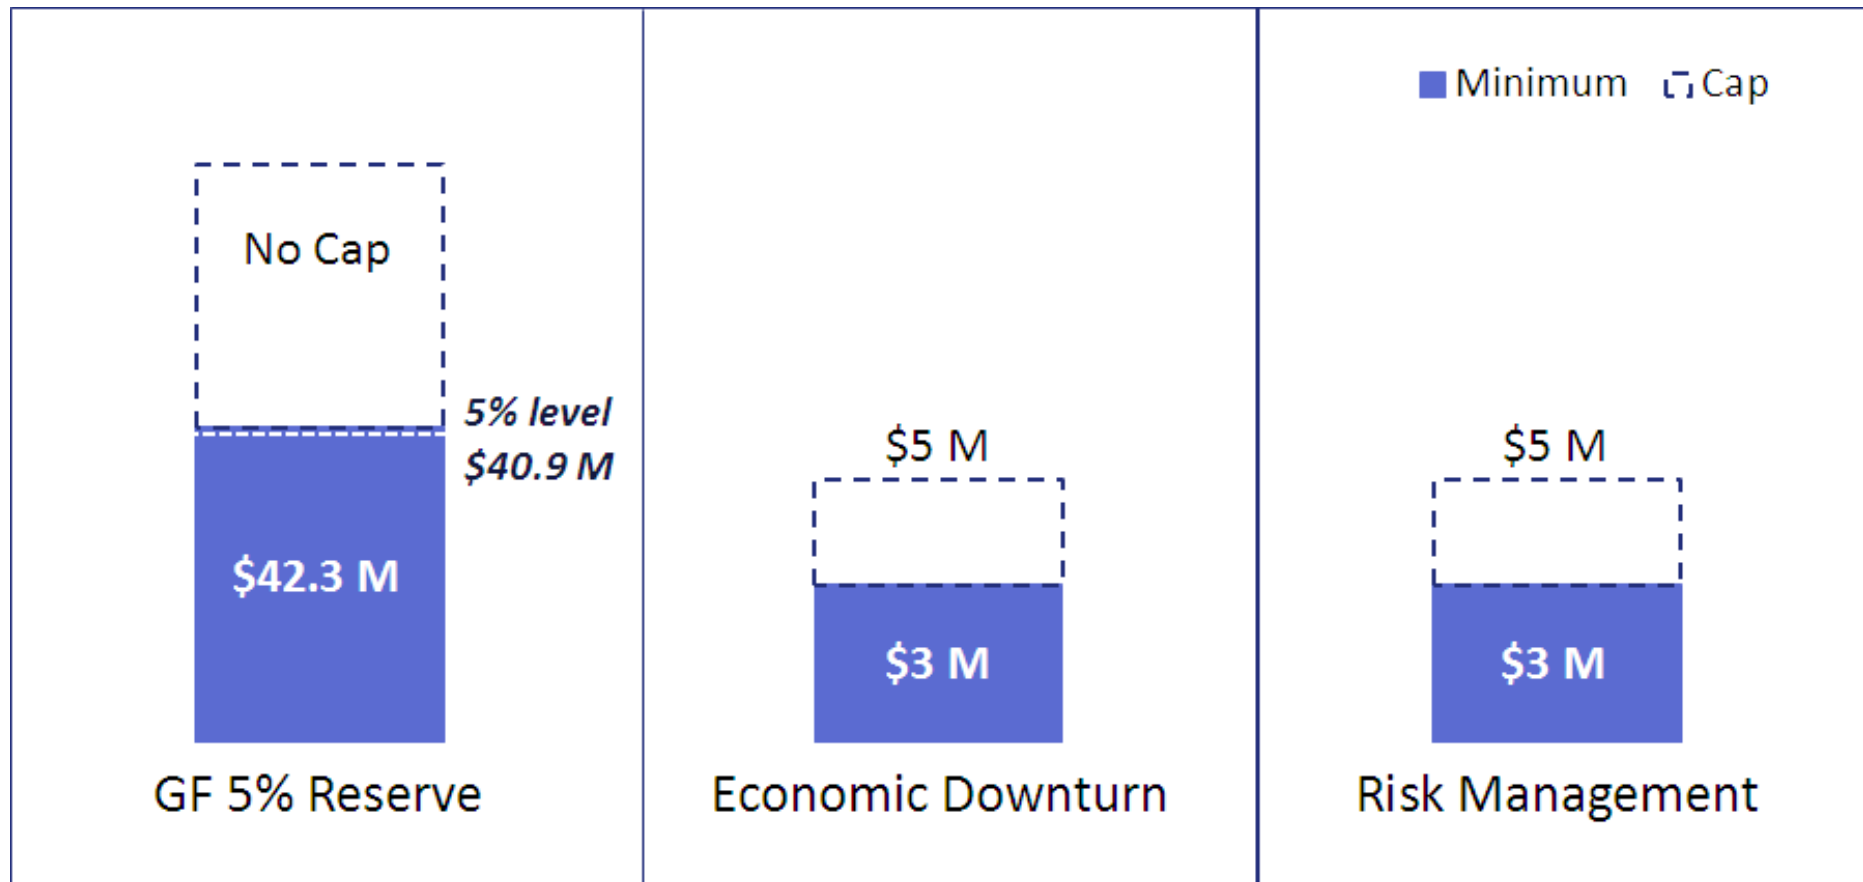 Minimum
Cap
No Cap
5% level
$40.9 M
$42.3 M
GF 5% Reserve
$5 M
$3 M
Economic Downturn
$5 M
$3 M
Risk Management